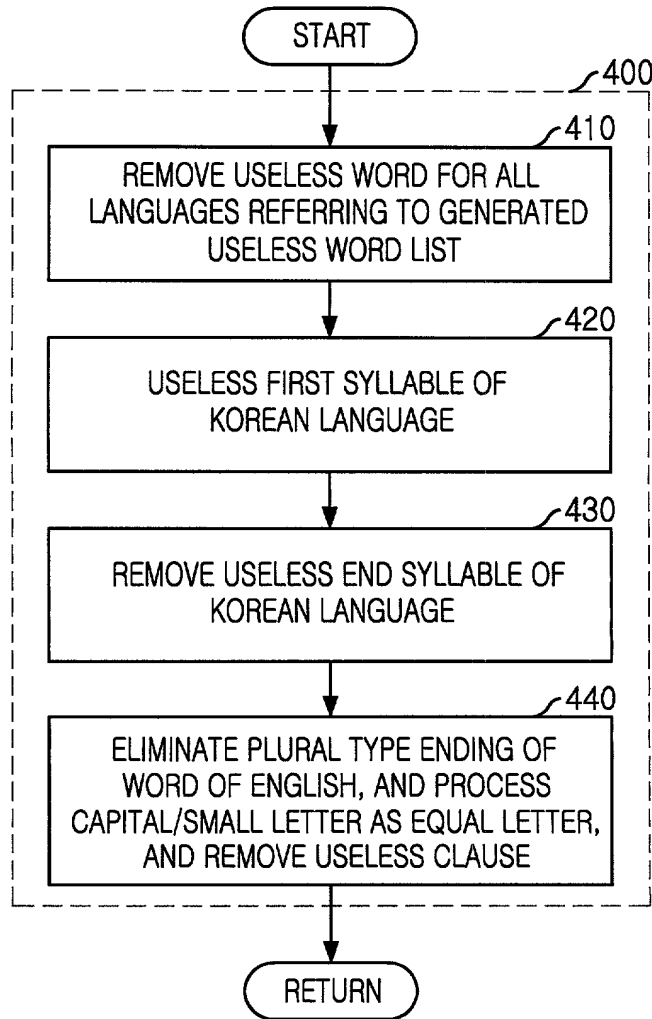 START
400
410
REMOVE USELESS WORD FOR ALL
LANGUAGES REFERRING TO GENERATED
USELESS WORD LIST
420
USELESS FIRST SYLLABLE OF
KOREAN LANGUAGE
430
REMOVE USELESS END SYLLABLE OF
KOREAN LANGUAGE
440
ELIMINATE PLURAL TYPE ENDING OF
WORD OF ENGLISH, AND PROCESS
CAPITAL/SMALL LETTER AS EQUAL LETTER,
AND REMOVE USELESS CLAUSE
RETURN